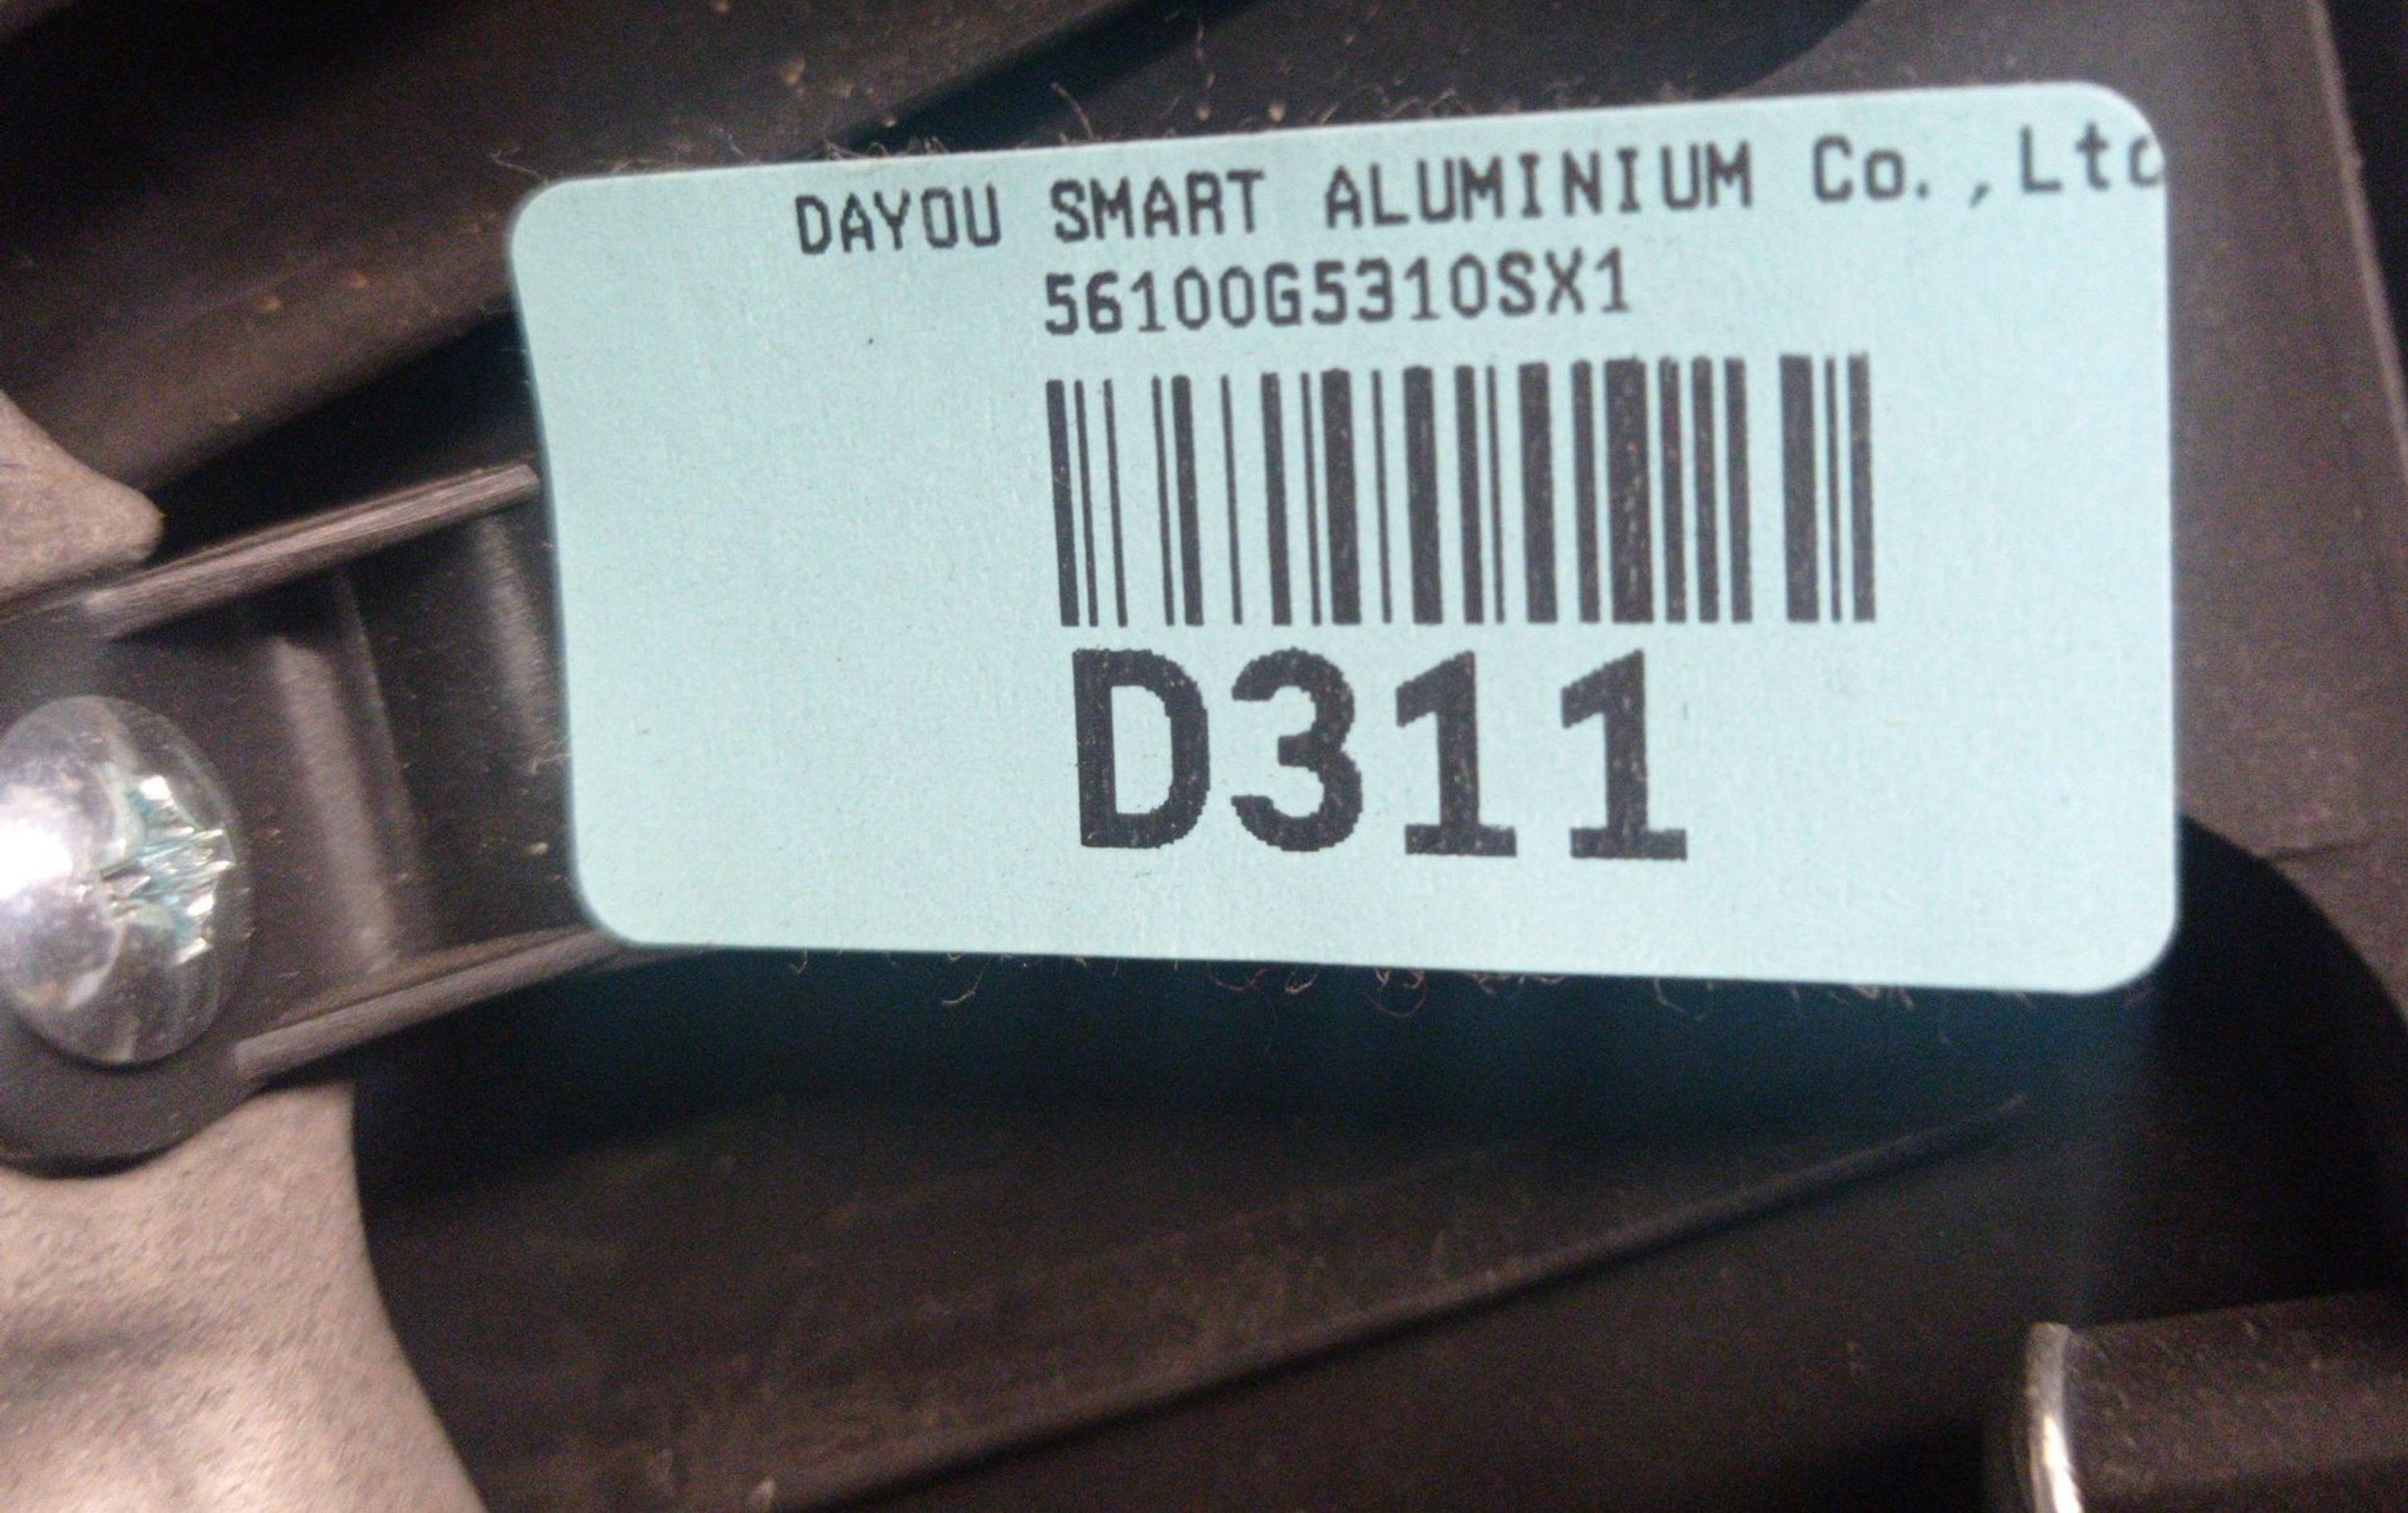 DAYOU SMART ALUMINIUM Co.,Ltd
56100G5310SX1
D311